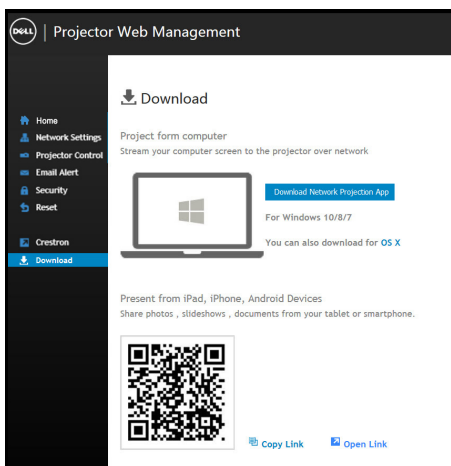 DELL | Projector Web Management
Download
Home
Network Settings
Projector Control
Email Alert
Security
Reset
Crestron
Download
Project form computer
Stream your computer screen to the projector over network
Download Network Projection App
For Windows 10/8/7
You can also download for OS X
Present from iPad, iPhone, Android Devices
Share photos , slideshows , documents from your tablet or smartphone.
Copy Link
Open Link